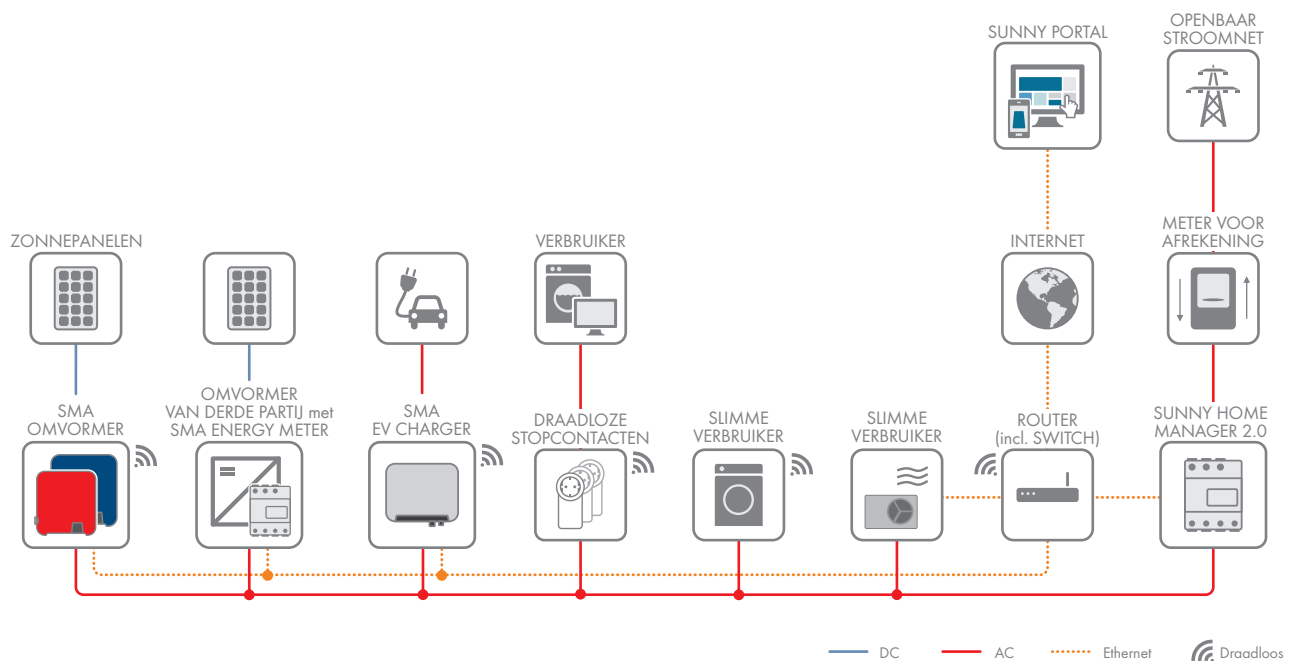 SUNNY PORTAL
OPENBAAR
STROOMNET
ZONNEPANELEN
VERBRUIKER
INTERNET
METER VOOR
AFREKENING
SMA
OMVORMER
OMVORMER
VAN DERDE PARTIJ met
SMA ENERGY METER
SMA
EV CHARGER
DRAADLOZE
STOPCONTACTEN
SLIMME
VERBRUIKER
SLIMME
VERBRUIKER
ROUTER
(incl. SWITCH)
SUNNY HOME
MANAGER 2.0
DC AC Ethernet Draadloos